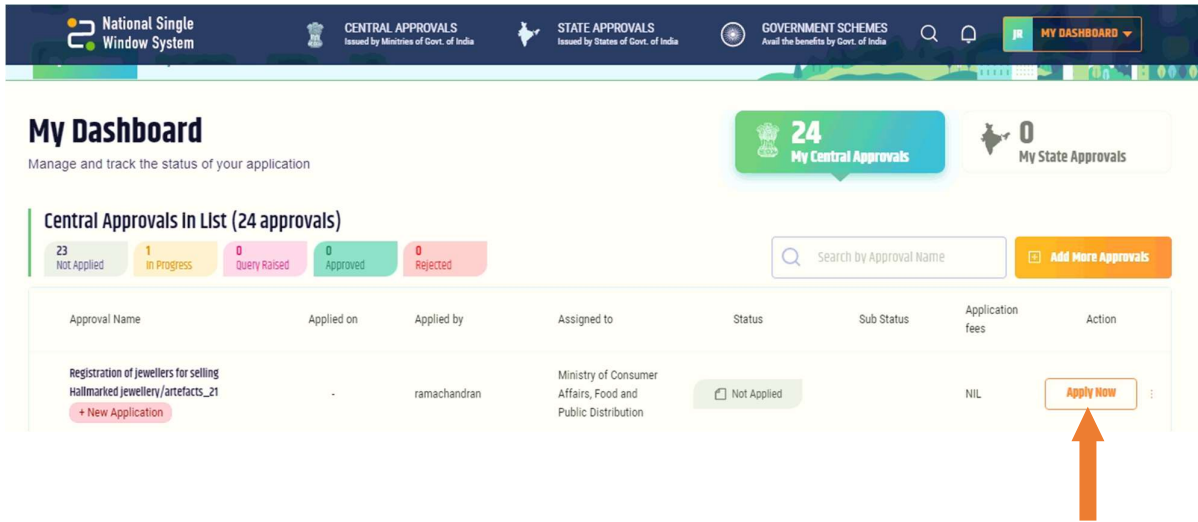 National Single
Window System
CENTRAL APPROVALS
Issued by Minitries of Govt. of India
STATE APPROVALS
Issued by States of Govt. of India
GOVERNMENT SCHEMES
Avail the benefits by Govt. of India
JR MY DASHBOARD
My Dashboard
Manage and track the status of your application
24
My Central Approvals
0
My State Approvals
Central Approvals in List (24 approvals)
23
Not Applied
1
In Progress
0
Query Raised
0
Approved
0
Rejected
Search by Approval Name
Add More Approvals
Approval Name
Applied on
Applied by
Assigned to
Status
Sub Status
Application
fees
Action
Registration of jewellers for selling
Hallmarked jewellery/artefacts_21
+ New Application
-
ramachandran
Ministry of Consumer
Affairs, Food and
Public Distribution
Not Applied
NIL
Apply Now